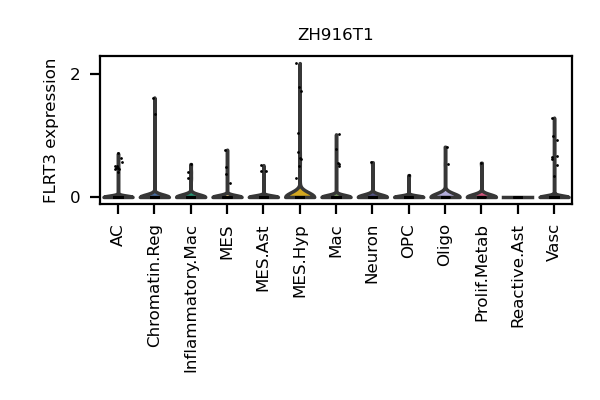 ZH916T1
FLRT3 expression
2
0
AC
Chromatin.Reg
Inflammatory.Mac
MES
MES.Ast
MES.Hyp
Mac
Neuron
OPC
Oligo
Prolif.Metab
Reactive.Ast
Vasc